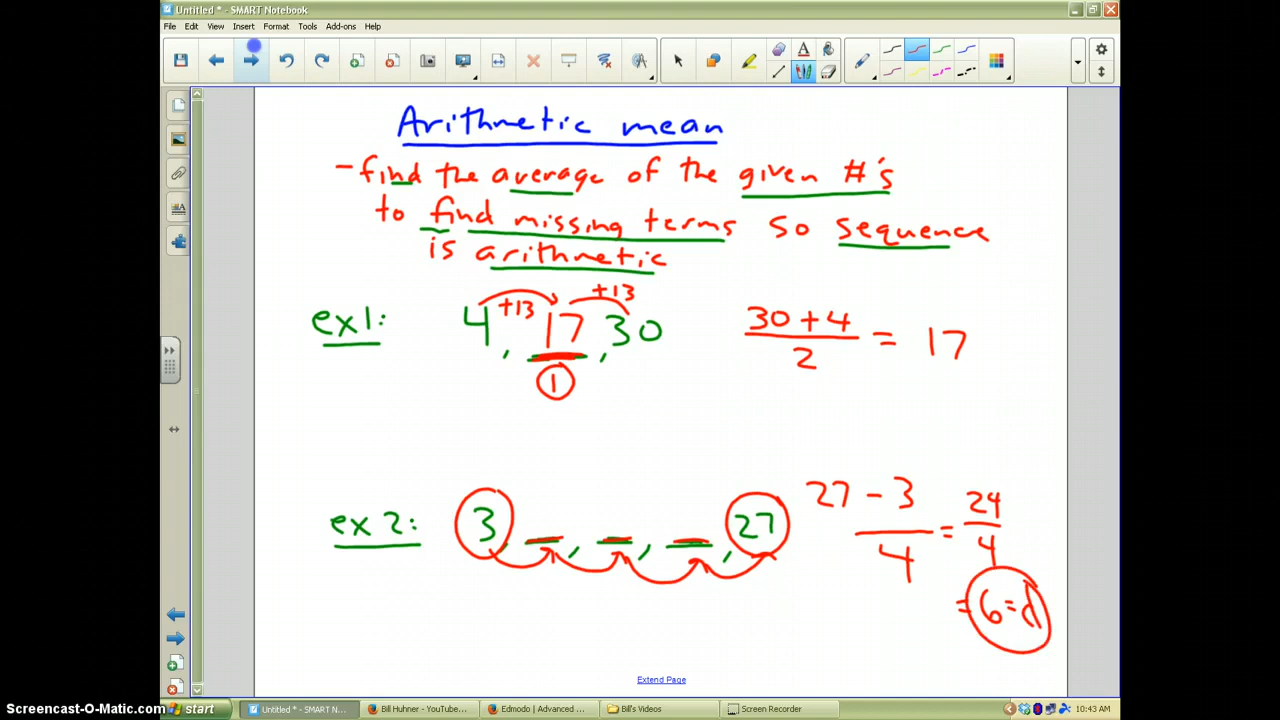 Untitled * - SMART Notebook
File Edit View Insert Format Tools Add-ons Help
Arithmetic mean
- find the average of the given #'s
to find missing terms so sequence
is arithmetic
+13 +13
ex1: 4, 17, 30 30 + 4 / 2 = 17
1
ex 2: 3, __, __, __, 27 27 - 3 / 4 = 24 / 4
= 6 = d
Extend Page
Screencast-O-Matic.com start Untitled * - SMART N... Bill Huhner - YouTube... Edmodo | Advanced ... Bill's Videos Screen Recorder 10:43 AM